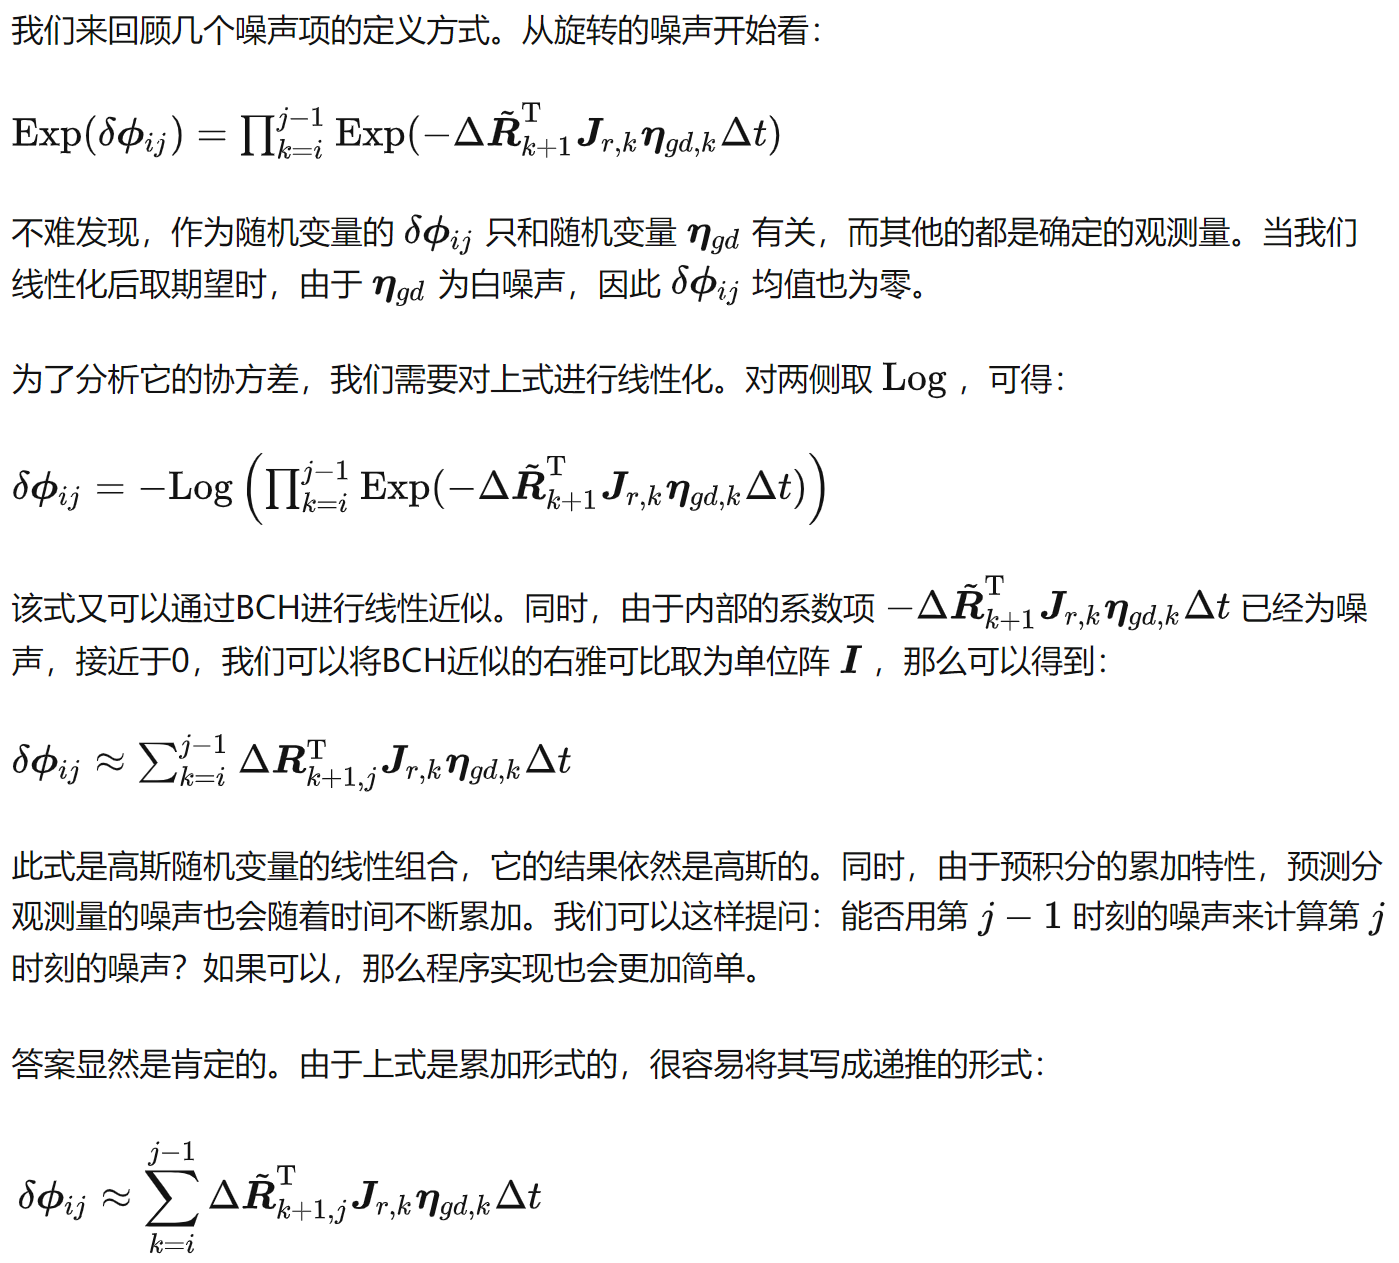 我们来回顾几个噪声项的定义方式。从旋转的噪声开始看：
$\mathrm{Exp}(\delta\boldsymbol{\phi}_{ij}) = \prod_{k=i}^{j-1} \mathrm{Exp}(-\Delta\tilde{\boldsymbol{R}}_{k+1}^{\mathrm{T}} \boldsymbol{J}_{r,k} \boldsymbol{\eta}_{gd,k} \Delta t)$
不难发现，作为随机变量的 $\delta\boldsymbol{\phi}_{ij}$ 只和随机变量 $\boldsymbol{\eta}_{gd}$ 有关，而其他的都是确定的观测量。当我们
线性化后取期望时，由于 $\boldsymbol{\eta}_{gd}$ 为白噪声，因此 $\delta\boldsymbol{\phi}_{ij}$ 均值也为零。
为了分析它的协方差，我们需要对上式进行线性化。对两侧取 Log ，可得：
$\delta\boldsymbol{\phi}_{ij} = -\mathrm{Log}\left(\prod_{k=i}^{j-1} \mathrm{Exp}(-\Delta\tilde{\boldsymbol{R}}_{k+1}^{\mathrm{T}} \boldsymbol{J}_{r,k} \boldsymbol{\eta}_{gd,k} \Delta t)\right)$
该式又可以通过BCH进行线性近似。同时，由于内部的系数项 $-\Delta\tilde{\boldsymbol{R}}_{k+1}^{\mathrm{T}} \boldsymbol{J}_{r,k} \boldsymbol{\eta}_{gd,k} \Delta t$ 已经为噪
声，接近于0，我们可以将BCH近似的右雅可比取为单位阵 $\boldsymbol{I}$ ，那么可以得到：
$\delta\boldsymbol{\phi}_{ij} \approx \sum_{k=i}^{j-1} \Delta\boldsymbol{R}_{k+1,j}^{\mathrm{T}} \boldsymbol{J}_{r,k} \boldsymbol{\eta}_{gd,k} \Delta t$
此式是高斯随机变量的线性组合，它的结果依然是高斯的。同时，由于预积分的累加特性，预测分
观测量的噪声也会随着时间不断累加。我们可以这样提问：能否用第 $j-1$ 时刻的噪声来计算第 $j$
时刻的噪声？如果可以，那么程序实现也会更加简单。
答案显然是肯定的。由于上式是累加形式的，很容易将其写成递推的形式：
$\delta\boldsymbol{\phi}_{ij} \approx \sum_{k=i}^{j-1} \Delta\tilde{\boldsymbol{R}}_{k+1,j}^{\mathrm{T}} \boldsymbol{J}_{r,k} \boldsymbol{\eta}_{gd,k} \Delta t$